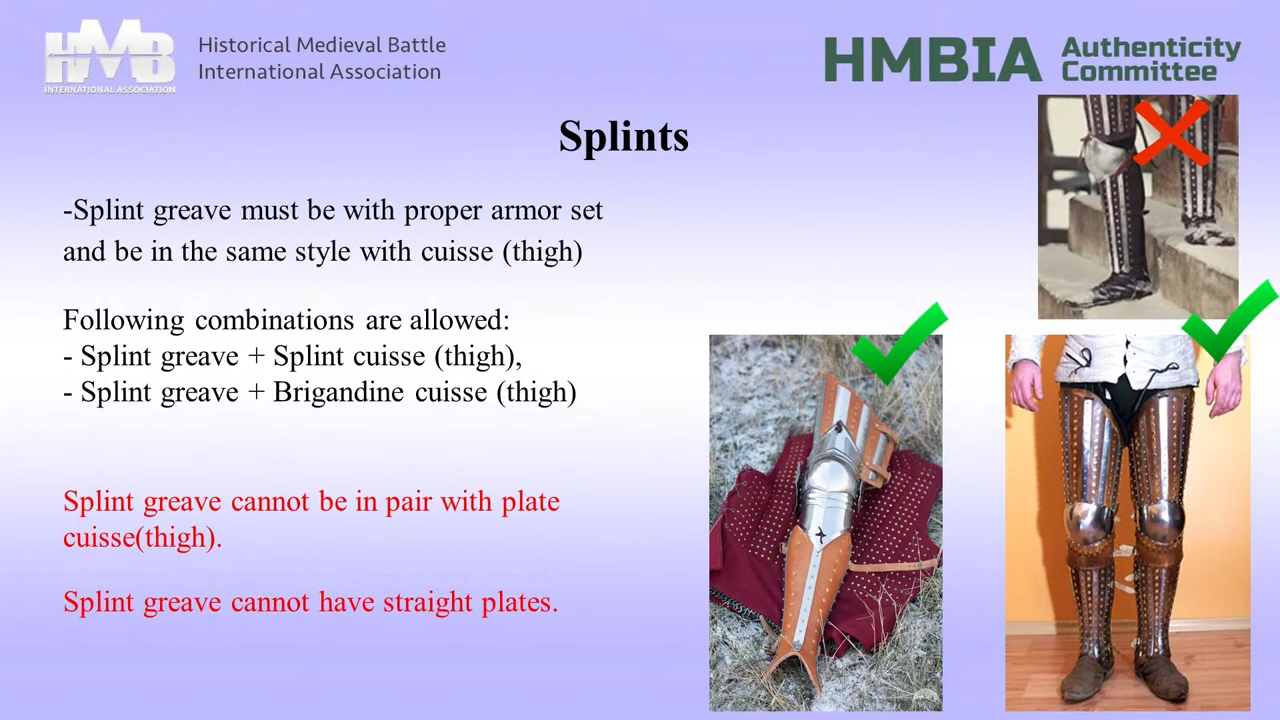 HMB
INTERNATIONAL ASSOCIATION
Historical Medieval Battle
International Association
HMBIA
Authenticity
Committee
Splints
-Splint greave must be with proper armor set
and be in the same style with cuisse (thigh)
Following combinations are allowed:
- Splint greave + Splint cuisse (thigh),
- Splint greave + Brigandine cuisse (thigh)
Splint greave cannot be in pair with plate
cuisse(thigh).
Splint greave cannot have straight plates.